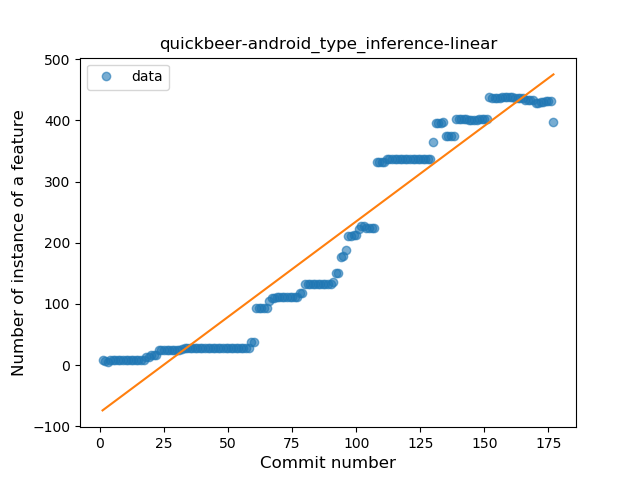 quickbeer-android_type_inference-linear
data
Number of instance of a feature
500
400
300
200
100
0
−100
0 25 50 75 100 125 150 175
Commit number